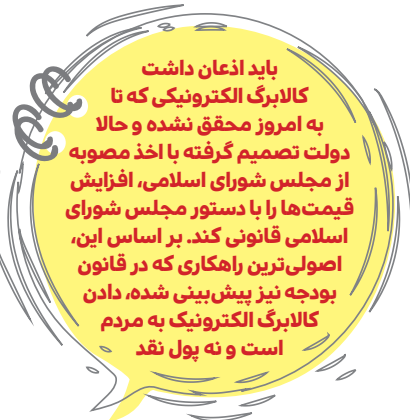 باید اذعان داشت
کالابرگ الکترونیکی که تا
به امروز محقق نشده و حالا
دولت تصمیم گرفته با اخذ مصوبه
از مجلس شورای اسلامی، افزایش
قیمت‌ها را با دستور مجلس شورای
اسلامی قانونی کند. بر اساس این،
اصولی‌ترین راهکاری که در قانون
بودجه نیز پیش‌بینی شده، دادن
کالابرگ الکترونیک به مردم
است و نه پول نقد